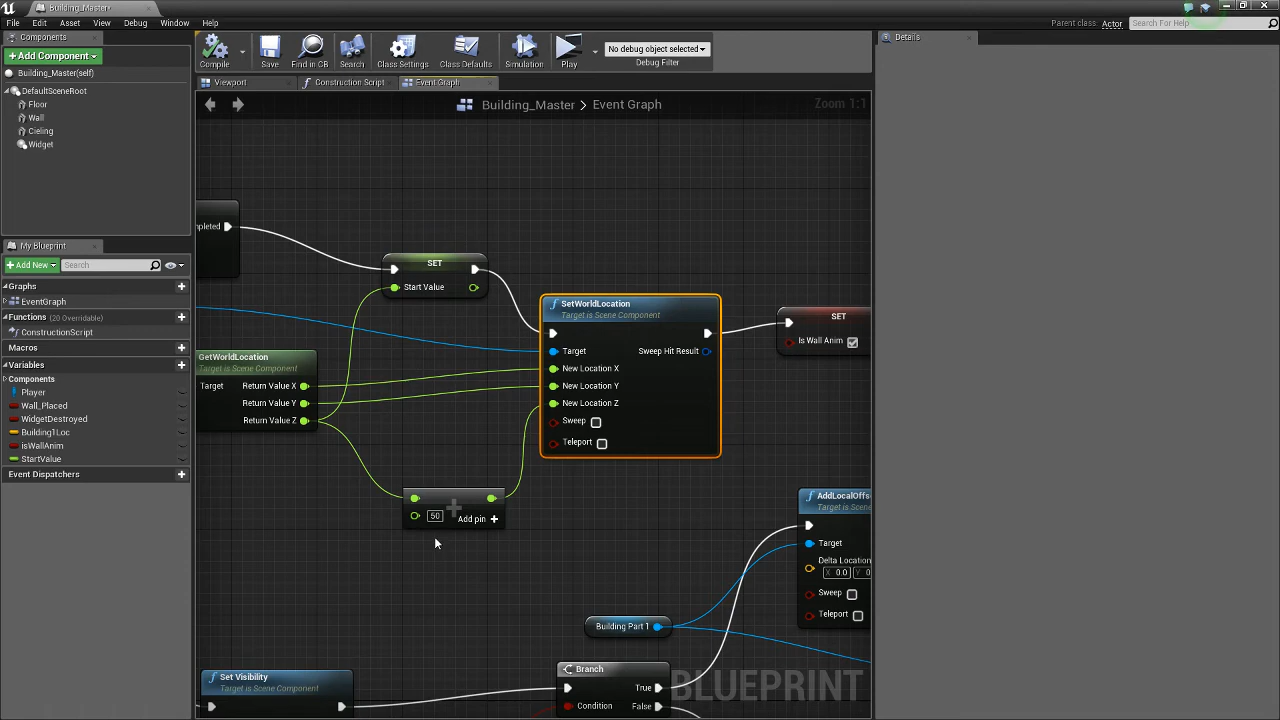 Building_Master*
File Edit Asset View Debug Window Help
Parent class: Actor
Search For Help
Components
+ Add Component
Building_Master(self)
DefaultSceneRoot
Floor
Wall
Cieling
Widget
My Blueprint
+ Add New
Search
Graphs
EventGraph
Functions (20 Overridable)
ConstructionScript
Macros
Variables
Components
Player
Wall_Placed
WidgetDestroyed
Building1Loc
isWallAnim
StartValue
Event Dispatchers
Compile Save Find in CB Search Class Settings Class Defaults Simulation Play
No debug object selected
Debug Filter
Viewport Construction Script Event Graph
Building_Master > Event Graph
Zoom 1:1
mpleted
SET
Start Value
SetWorldLocation
Target is Scene Component
Target Sweep Hit Result
New Location X
New Location Y
New Location Z
Sweep
Teleport
SET
Is Wall Anim
GetWorldLocation
Target is Scene Component
Target Return Value X
Return Value Y
Return Value Z
50
Add pin +
AddLocalOffs
Target is Scene
Target
Delta Location
X 0.0 Y 0
Sweep
Teleport
Building Part 1
Set Visibility
Target is Scene Component
Branch
True
Condition False
BLUEPRINT
Details